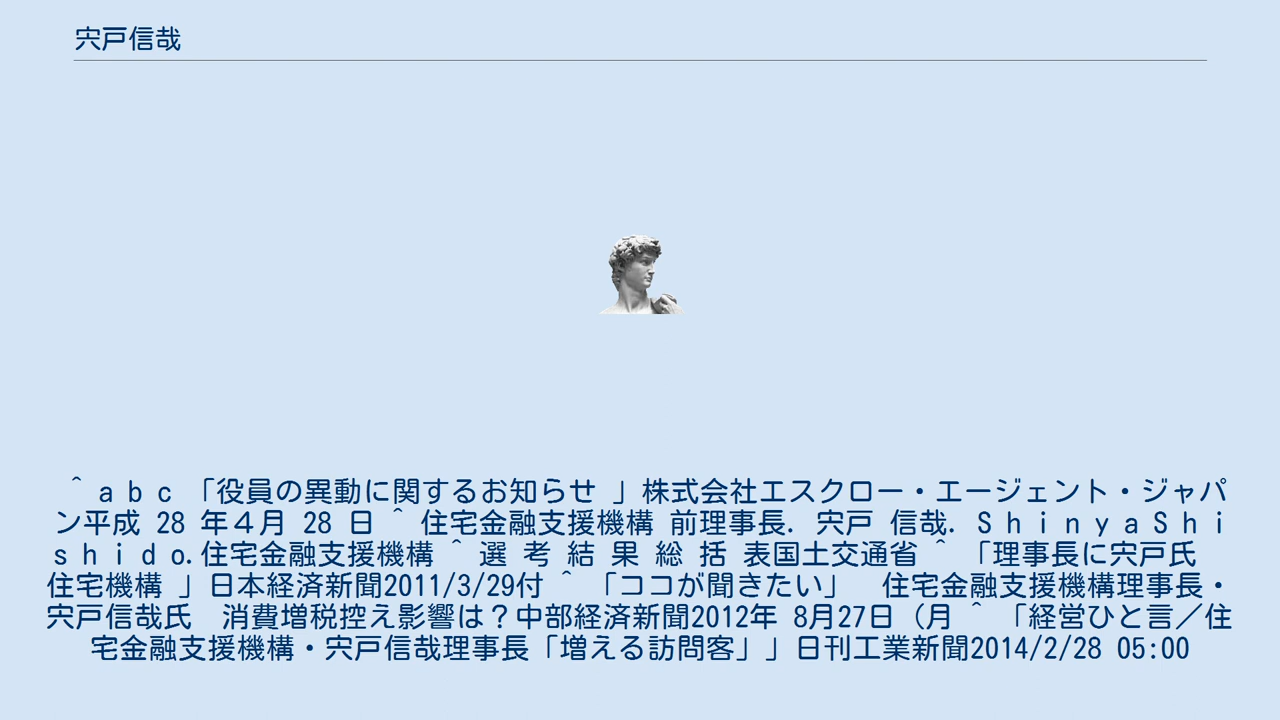 宍戸信哉
^ a b c 「役員の異動に関するお知らせ 」株式会社エスクロー・エージェント・ジャパ
ン平成 28 年４月 28 日 ^ 住宅金融支援機構 前理事長. 宍戸 信哉. Ｓｈｉｎｙａ Ｓｈｉ
ｓｈｉｄｏ. 住宅金融支援機構 ^ 選 考 結 果 総 括 表国土交通省 ^ 「理事長に宍戸氏
住宅機構 」日本経済新聞2011/3/29付 ^ 「ココが聞きたい」　住宅金融支援機構理事長・
宍戸信哉氏　消費増税控え影響は？中部経済新聞2012年 8月27日（月 ^ 「経営ひと言／住
宅金融支援機構・宍戸信哉理事長「増える訪問客」」日刊工業新聞2014/2/28 05:00